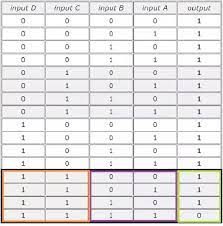 input D input C input B input A output
0 0 0 0 1
0 0 0 1 1
0 0 1 0 1
0 0 1 1 1
0 1 0 0 1
0 1 0 1 1
0 1 1 0 1
0 1 1 1 1
1 0 0 0 1
1 0 0 1 1
1 0 1 0 1
1 0 1 1 1
1 1 0 0 1
1 1 0 1 1
1 1 1 0 1
1 1 1 1 0